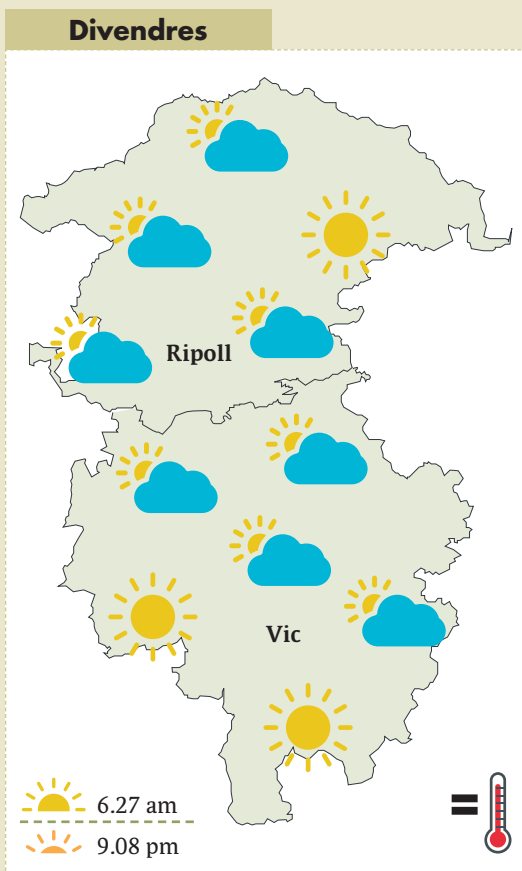 Divendres
Ripoll
Vic
6.27 am
9.08 pm
=